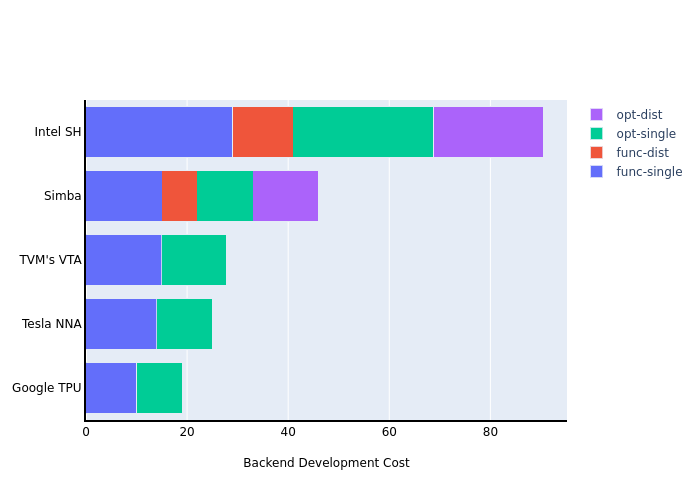 opt-dist
opt-single
func-dist
func-single
Intel SH
Simba
TVM's VTA
Tesla NNA
Google TPU
0 20 40 60 80
Backend Development Cost